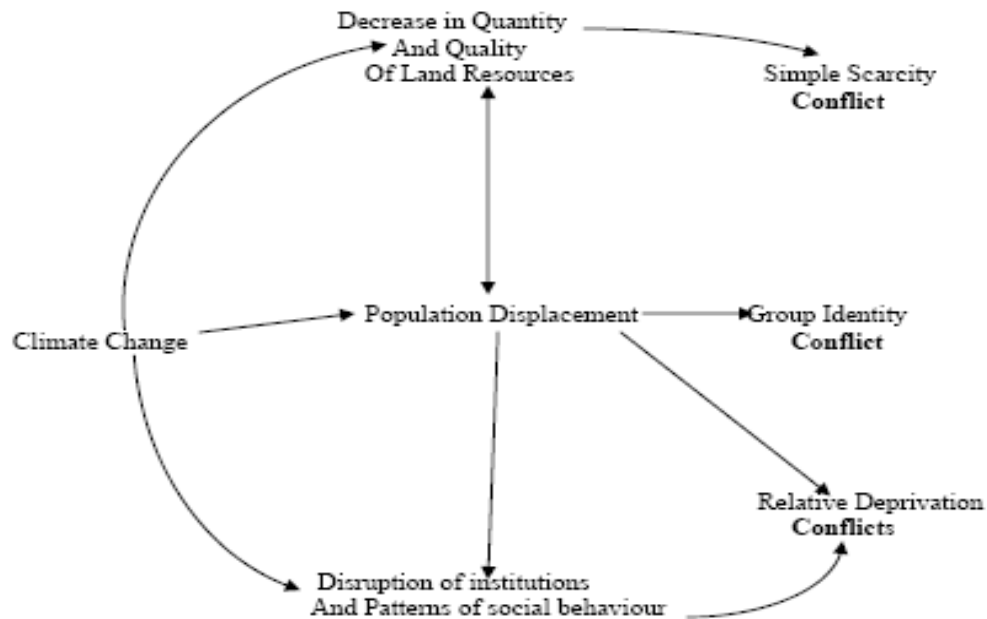 Decrease in Quantity
And Quality
Of Land Resources
Simple Scarcity
Conflict
Climate Change
Population Displacement
Group Identity
Conflict
Relative Deprivation
Conflicts
Disruption of institutions
And Patterns of social behaviour